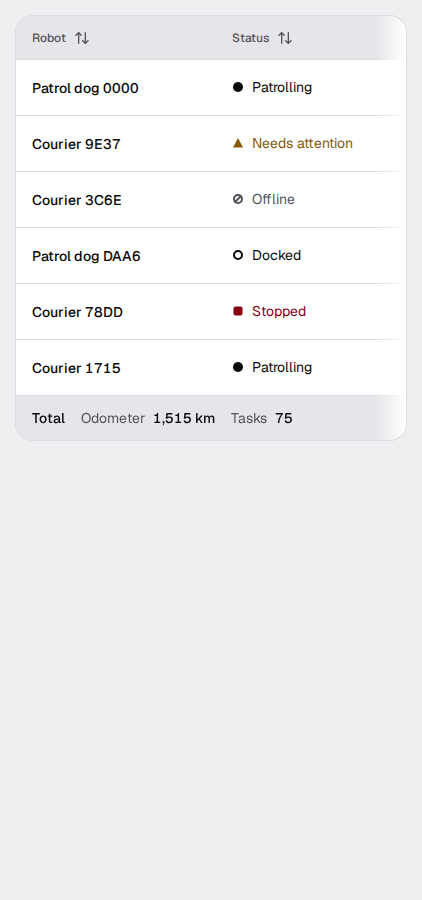 Robot Status
Patrol dog 0000 Patrolling
Courier 9E37 Needs attention
Courier 3C6E Offline
Patrol dog DAA6 Docked
Courier 78DD Stopped
Courier 1715 Patrolling
Total Odometer 1,515 km Tasks 75